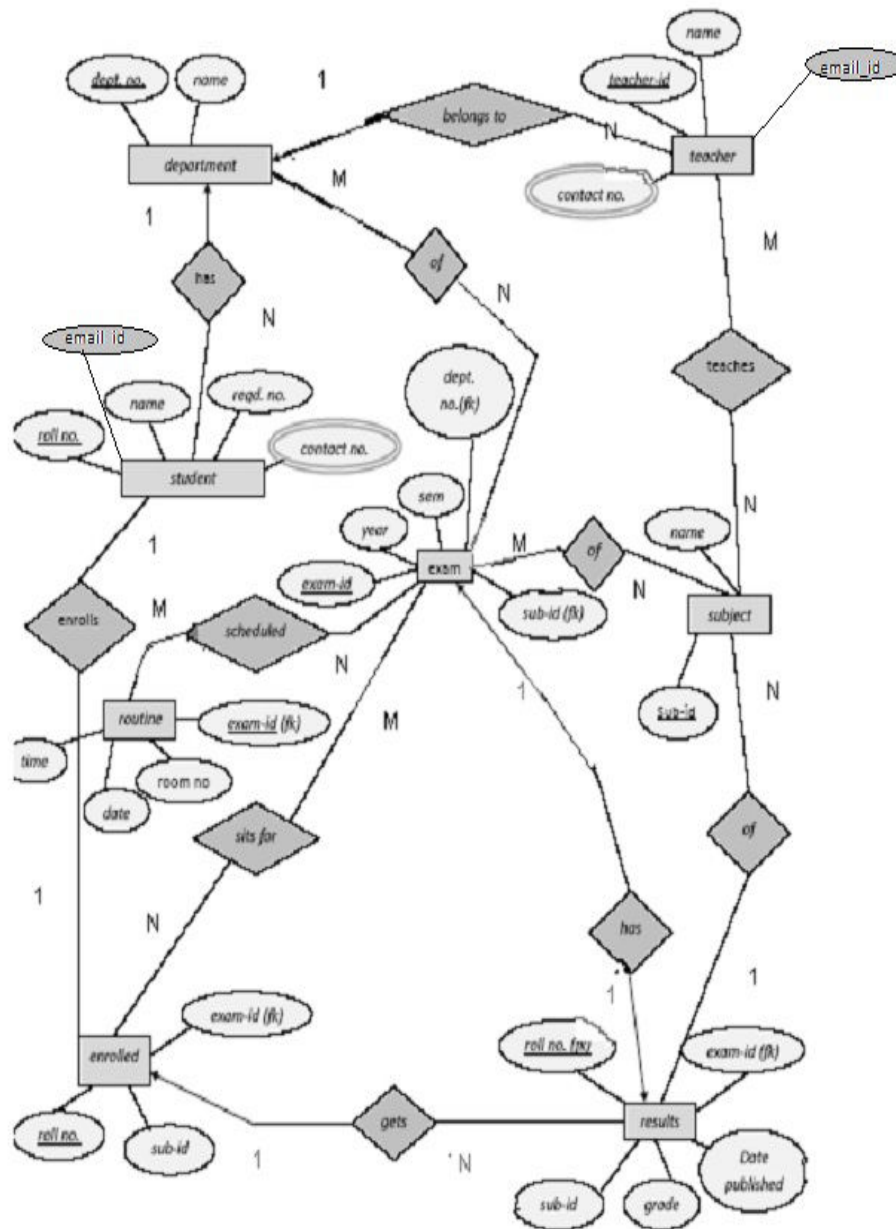 name
dept. no.
name
email_id
teacher-id
1
belongs to
N
teacher
department
contact no.
M
1
of
M
has
N
N
email_id
dept.
no.(fk)
teaches
name
regd. no.
roll no.
contact no.
student
sem
N
name
year
M
of
1
exam
exam-id
N
M
sub-id (fk)
enrolls
scheduled
subject
N
1
N
routine
exam-id (fk)
M
sub-id
time
room no
date
sits for
of
1
N
has
1
1
exam-id (fk)
roll no.
exam-id (fk)
enrolled
gets
results
roll no.
sub-id
1
N
Date
published
sub-id
grade